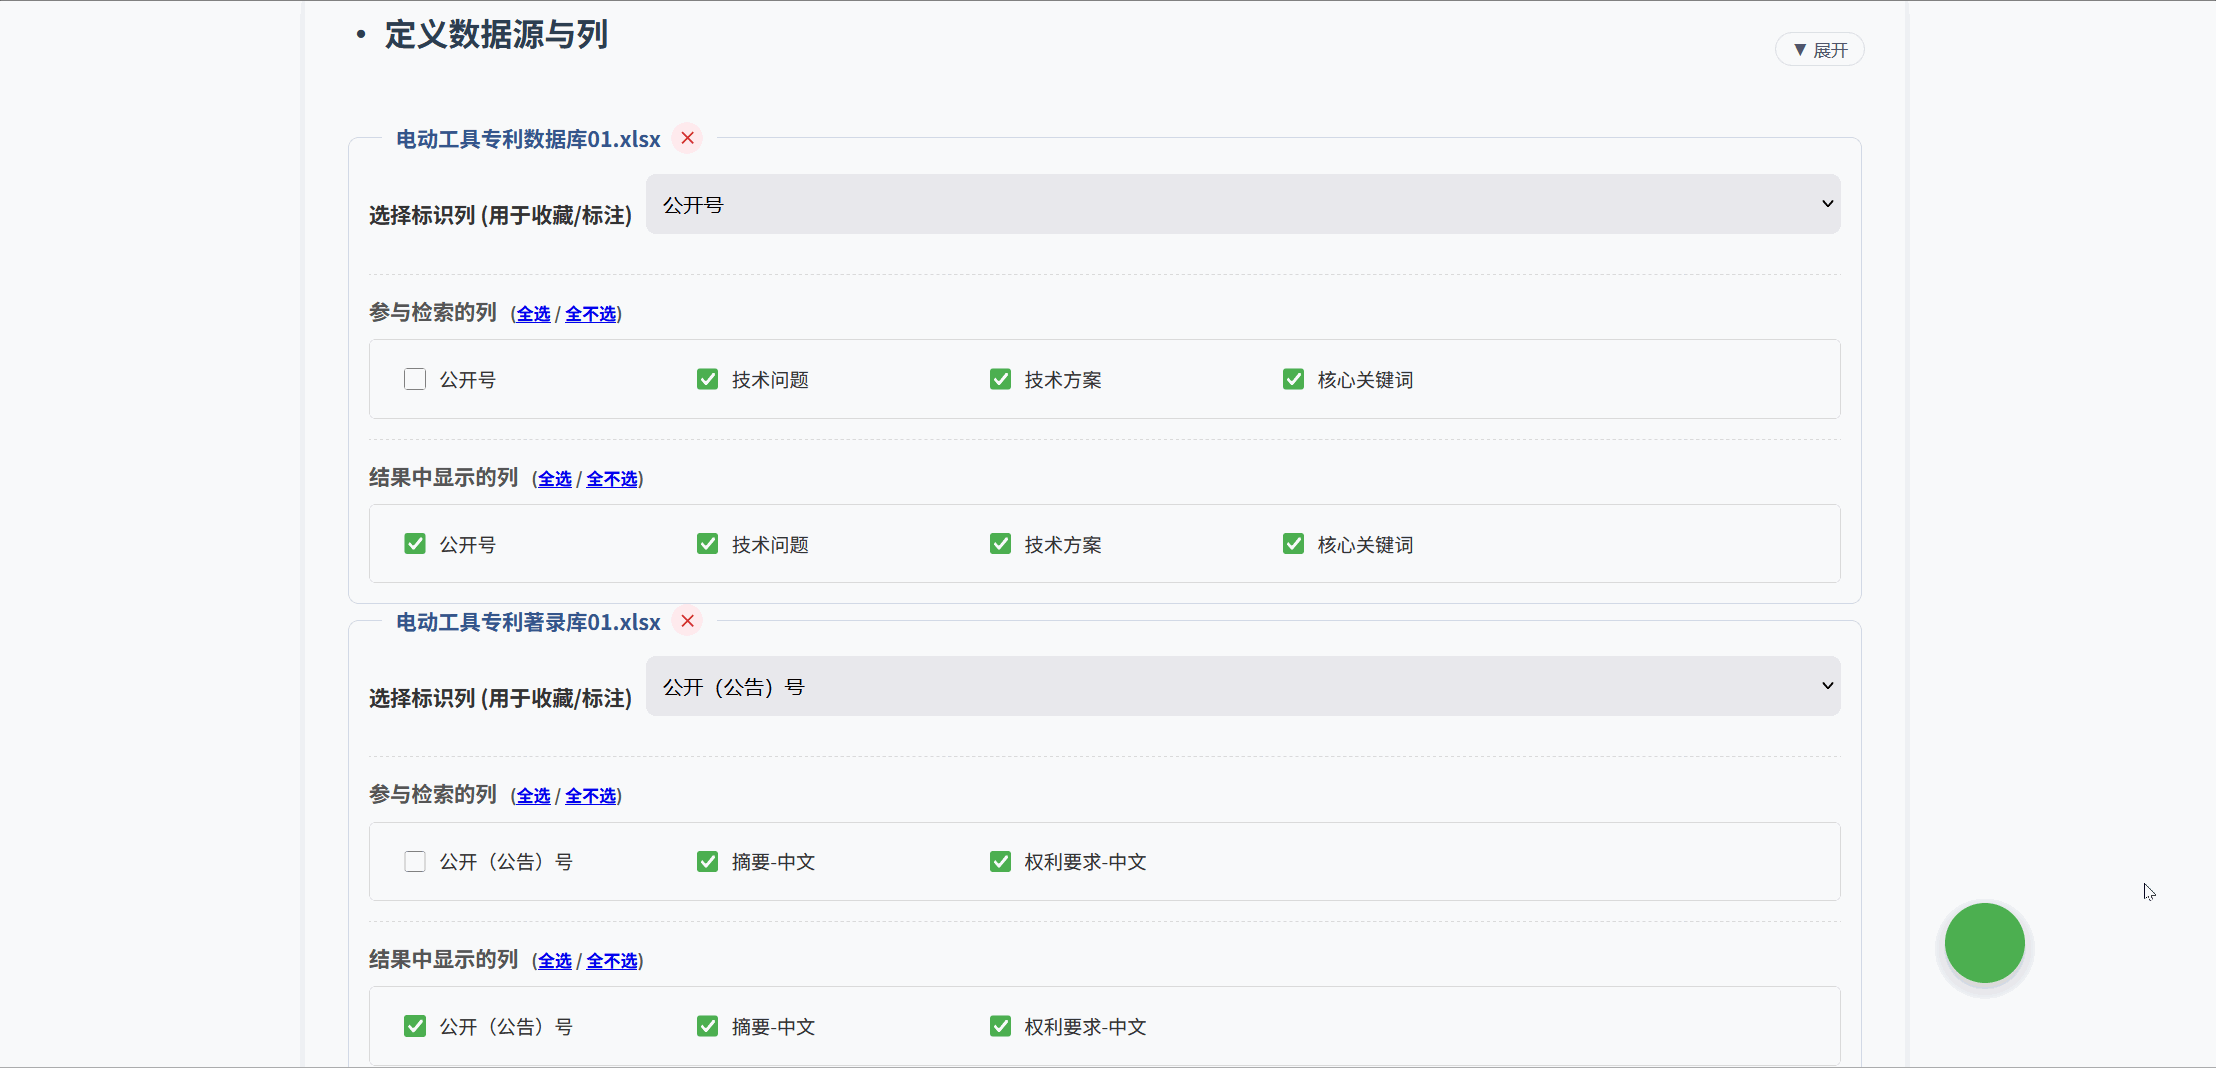 • 定义数据源与列
▼ 展开
电动工具专利数据库01.xlsx
选择标识列 (用于收藏/标注) 公开号
参与检索的列 (全选 / 全不选)
公开号 技术问题 技术方案 核心关键词
结果中显示的列 (全选 / 全不选)
公开号 技术问题 技术方案 核心关键词
电动工具专利著录库01.xlsx
选择标识列 (用于收藏/标注) 公开（公告）号
参与检索的列 (全选 / 全不选)
公开（公告）号 摘要-中文 权利要求-中文
结果中显示的列 (全选 / 全不选)
公开（公告）号 摘要-中文 权利要求-中文